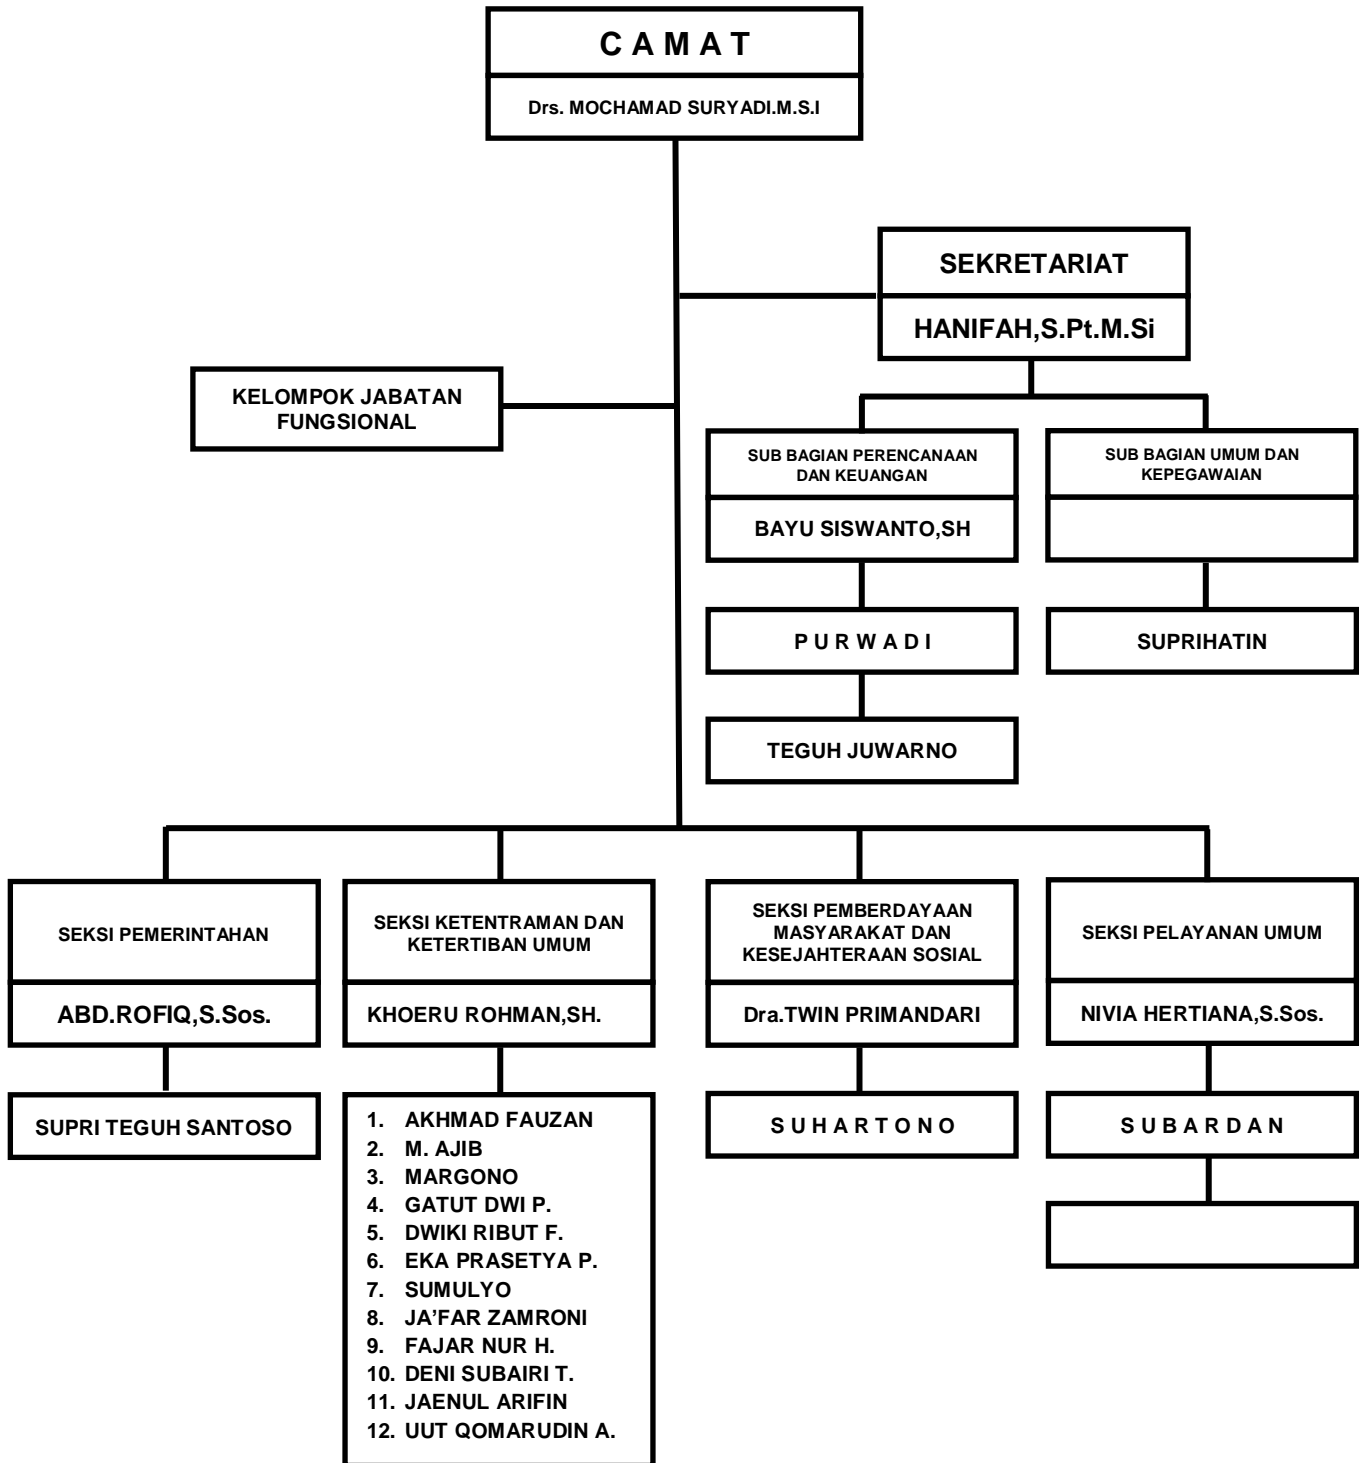 C A M A T
Drs. MOCHAMAD SURYADI.M.S.I
SEKRETARIAT
HANIFAH,S.Pt.M.Si
KELOMPOK JABATAN
FUNGSIONAL
SUB BAGIAN PERENCANAAN
DAN KEUANGAN
BAYU SISWANTO,SH
SUB BAGIAN UMUM DAN
KEPEGAWAIAN
P U R W A D I
SUPRIHATIN
TEGUH JUWARNO
SEKSI PEMERINTAHAN
ABD.ROFIQ,S.Sos.
SUPRI TEGUH SANTOSO
SEKSI KETENTRAMAN DAN
KETERTIBAN UMUM
KHOERU ROHMAN,SH.
1. AKHMAD FAUZAN
2. M. AJIB
3. MARGONO
4. GATUT DWI P.
5. DWIKI RIBUT F.
6. EKA PRASETYA P.
7. SUMULYO
8. JA’FAR ZAMRONI
9. FAJAR NUR H.
10. DENI SUBAIRI T.
11. JAENUL ARIFIN
12. UUT QOMARUDIN A.
SEKSI PEMBERDAYAAN
MASYARAKAT DAN
KESEJAHTERAAN SOSIAL
Dra.TWIN PRIMANDARI
S U H A R T O N O
SEKSI PELAYANAN UMUM
NIVIA HERTIANA,S.Sos.
S U B A R D A N